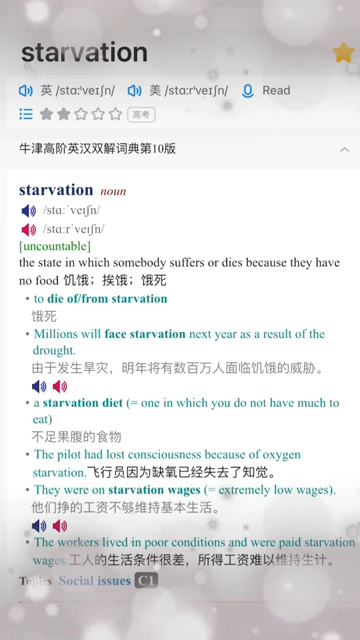 starvation
英 /stɑːˈveɪʃn/ 美 /stɑːrˈveɪʃn/ Read
高考
牛津高阶英汉双解词典第10版
starvation noun
/stɑːˈveɪʃn/
/stɑːrˈveɪʃn/
[uncountable]
the state in which somebody suffers or dies because they have
no food 饥饿；挨饿；饿死
• to die of/from starvation
饿死
• Millions will face starvation next year as a result of the
drought.
由于发生旱灾，明年将有数百万人面临饥饿的威胁。
• a starvation diet (= one in which you do not have much to
eat)
不足果腹的食物
• The pilot had lost consciousness because of oxygen
starvation.飞行员因为缺氧已经失去了知觉。
• They were on starvation wages (= extremely low wages).
他们挣的工资不够维持基本生活。
• The workers lived in poor conditions and were paid starvation
wages.工人的生活条件很差，所得工资难以维持生计。
Topics Social issues C1